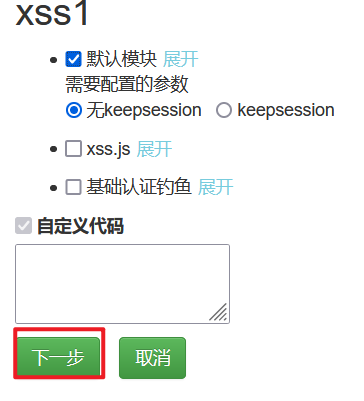 xss1
默认模块 展开
需要配置的参数
无keepsession keepsession
xss.js 展开
基础认证钓鱼 展开
自定义代码
下一步 取消